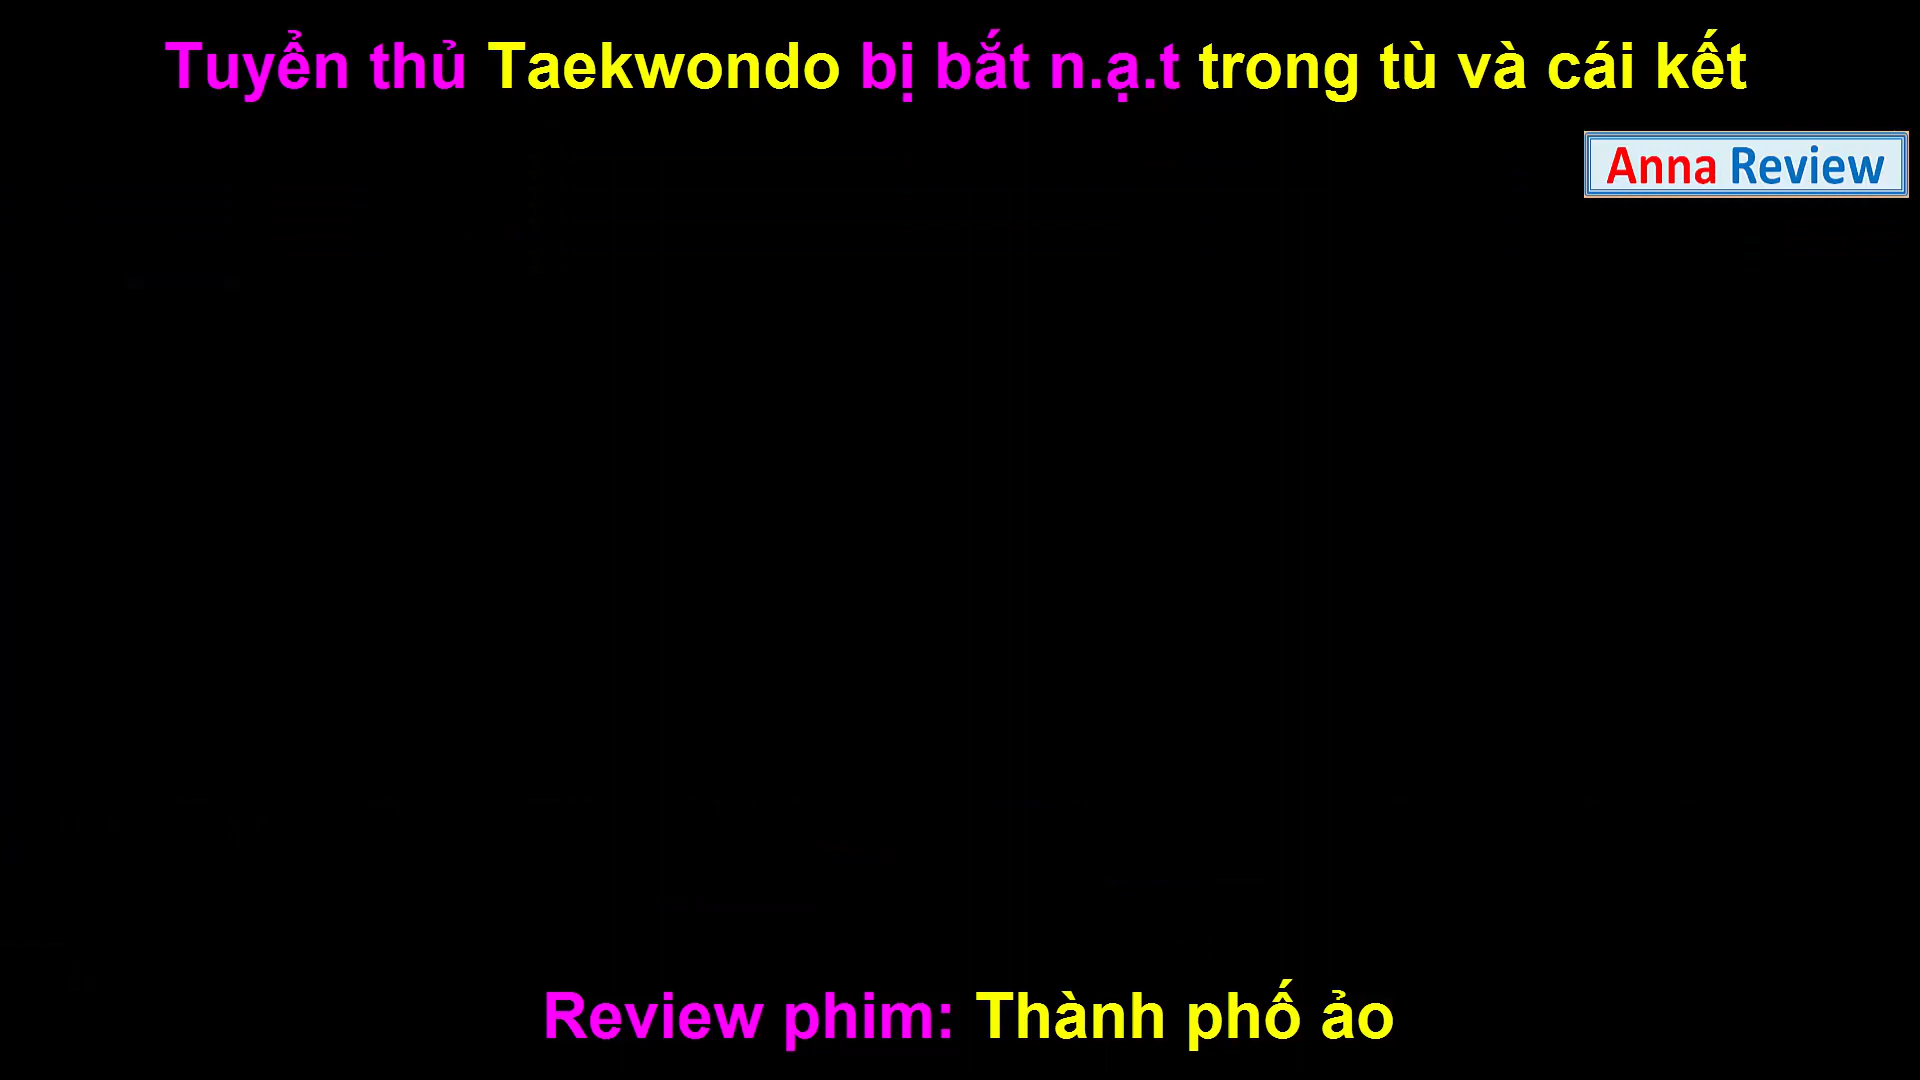 Tuyển thủ Taekwondo bị bắt n.ạ.t trong tù và cái kết
Anna Review
Review phim: Thành phố ảo